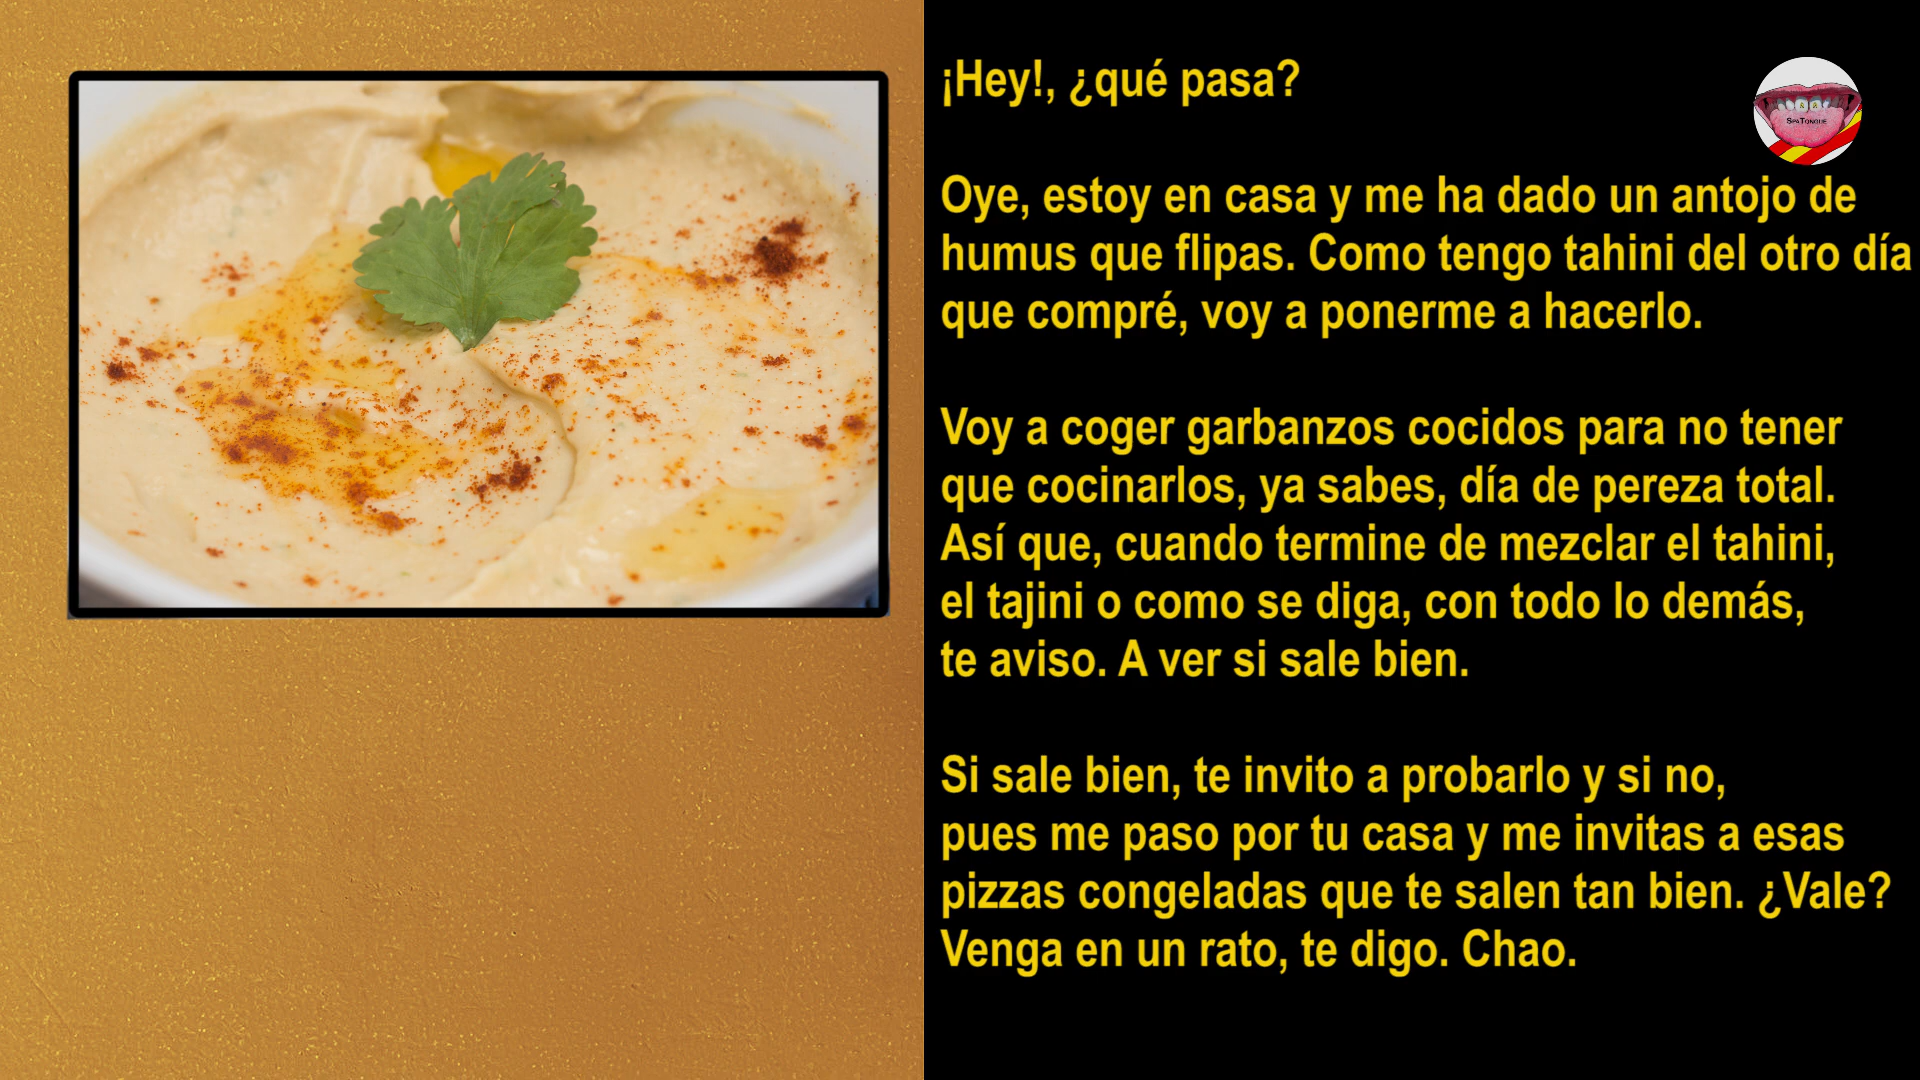 ¡Hey!, ¿qué pasa?
Oye, estoy en casa y me ha dado un antojo de
humus que flipas. Como tengo tahini del otro día
que compré, voy a ponerme a hacerlo.
Voy a coger garbanzos cocidos para no tener
que cocinarlos, ya sabes, día de pereza total.
Así que, cuando termine de mezclar el tahini,
el tajini o como se diga, con todo lo demás,
te aviso. A ver si sale bien.
Si sale bien, te invito a probarlo y si no,
pues me paso por tu casa y me invitas a esas
pizzas congeladas que te salen tan bien. ¿Vale?
Venga en un rato, te digo. Chao.
SpaTongue